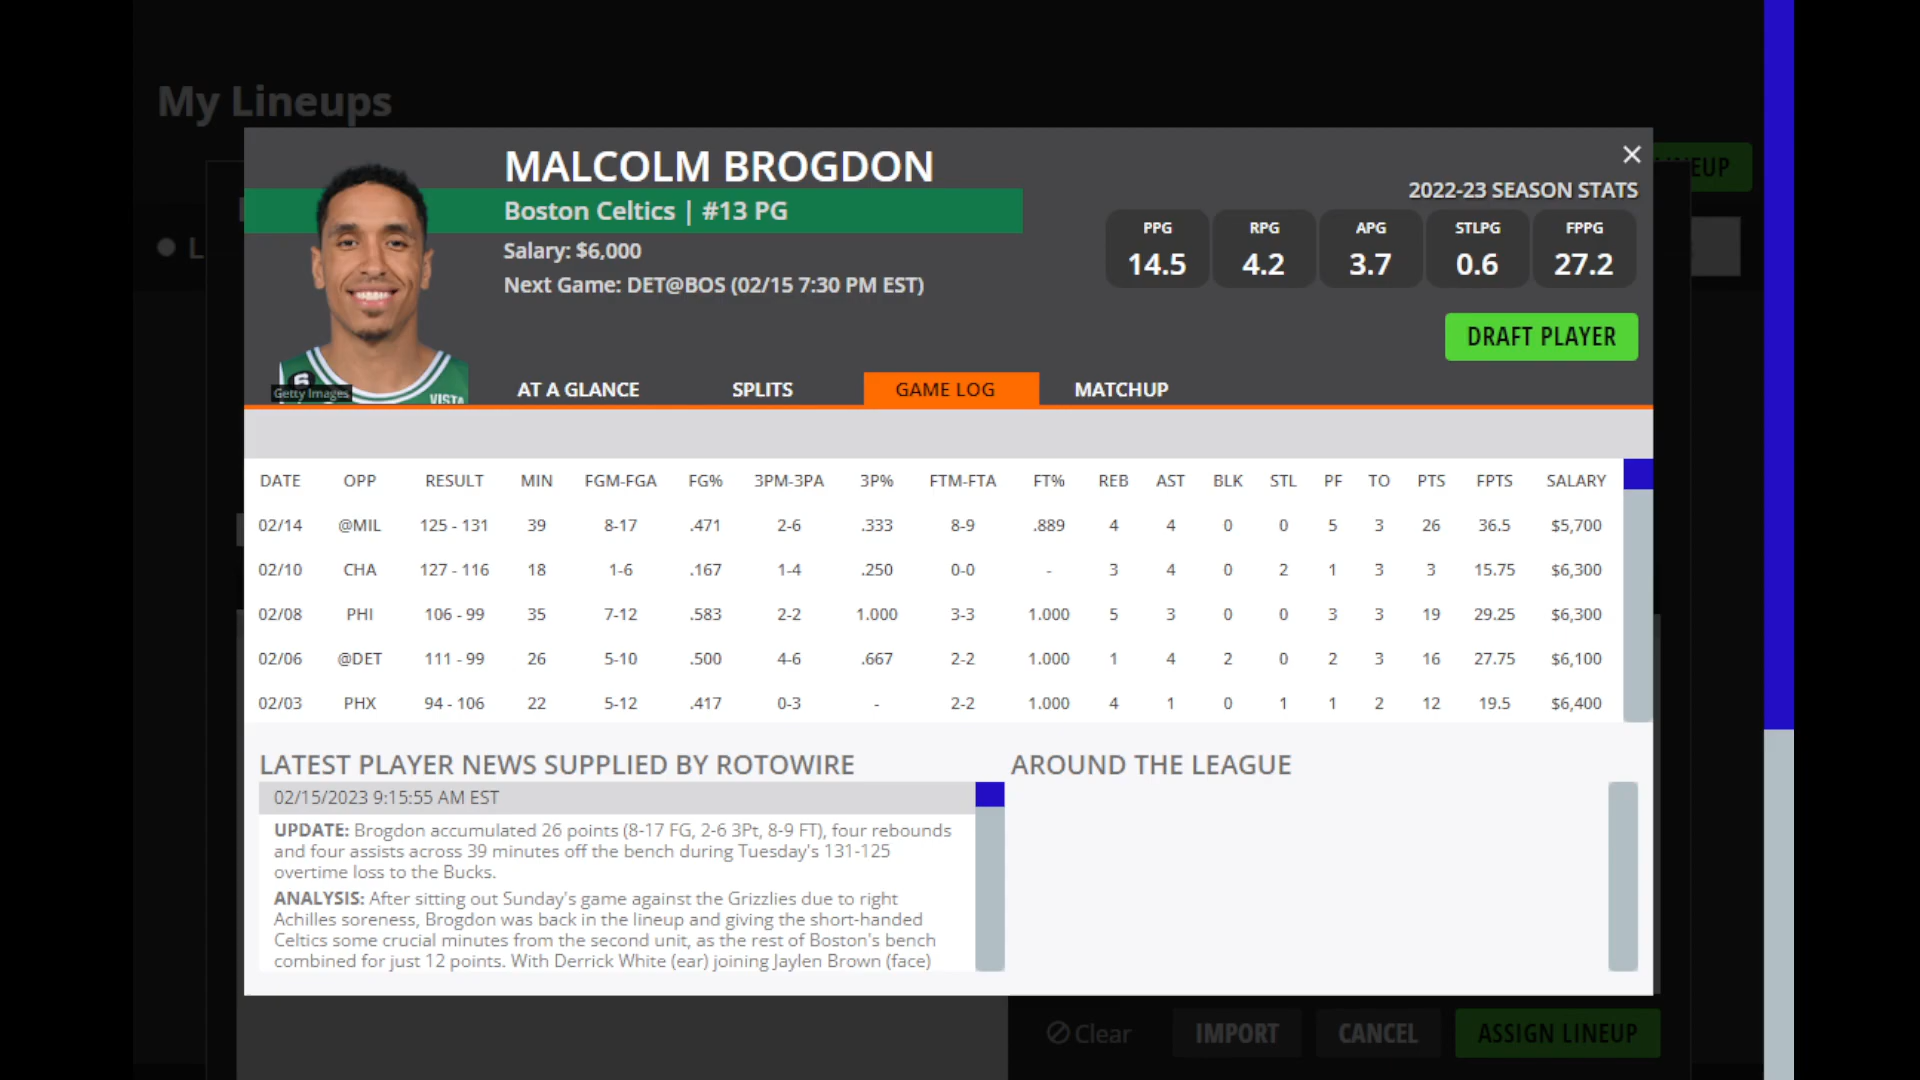 My Lineups
MALCOLM BROGDON
Boston Celtics | #13 PG
Salary: $6,000
Next Game: DET@BOS (02/15 7:30 PM EST)
2022-23 SEASON STATS
PPG RPG APG STLPG FPPG
14.5 4.2 3.7 0.6 27.2
DRAFT PLAYER
Getty Images
VISTA
AT A GLANCE SPLITS GAME LOG MATCHUP
DATE OPP RESULT MIN FGM-FGA FG% 3PM-3PA 3P% FTM-FTA FT% REB AST BLK STL PF TO PTS FPTS SALARY
02/14 @MIL 125 - 131 39 8-17 .471 2-6 .333 8-9 .889 4 4 0 0 5 3 26 36.5 $5,700
02/10 CHA 127 - 116 18 1-6 .167 1-4 .250 0-0 - 3 4 0 2 1 3 3 15.75 $6,300
02/08 PHI 106 - 99 35 7-12 .583 2-2 1.000 3-3 1.000 5 3 0 0 3 3 19 29.25 $6,300
02/06 @DET 111 - 99 26 5-10 .500 4-6 .667 2-2 1.000 1 4 2 0 2 3 16 27.75 $6,100
02/03 PHX 94 - 106 22 5-12 .417 0-3 - 2-2 1.000 4 1 0 1 1 2 12 19.5 $6,400
LATEST PLAYER NEWS SUPPLIED BY ROTOWIRE
02/15/2023 9:15:55 AM EST
UPDATE: Brogdon accumulated 26 points (8-17 FG, 2-6 3Pt, 8-9 FT), four rebounds
and four assists across 39 minutes off the bench during Tuesday's 131-125
overtime loss to the Bucks.
ANALYSIS: After sitting out Sunday's game against the Grizzlies due to right
Achilles soreness, Brogdon was back in the lineup and giving the short-handed
Celtics some crucial minutes from the second unit, as the rest of Boston's bench
combined for just 12 points. With Derrick White (ear) joining Jaylen Brown (face)
AROUND THE LEAGUE
Clear IMPORT CANCEL ASSIGN LINEUP